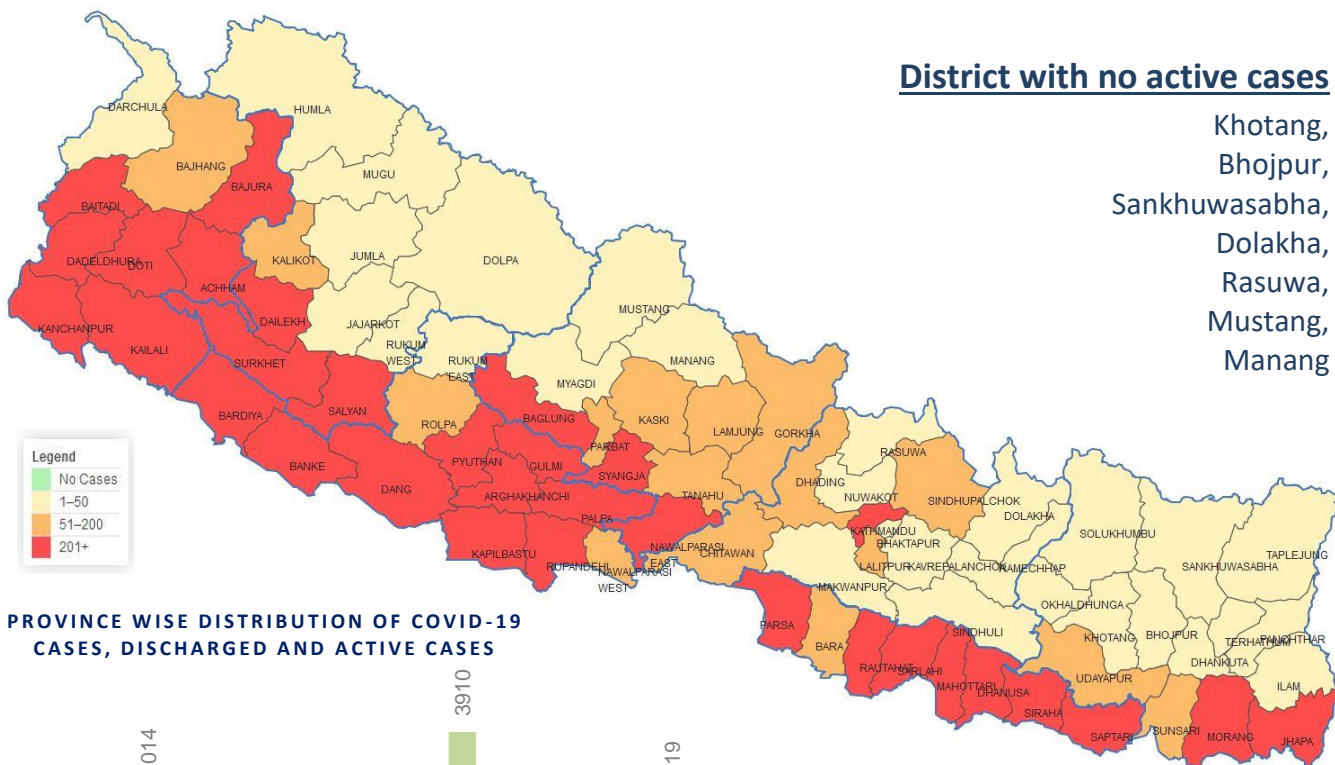 District with no active cases
Khotang,
Bhojpur,
Sankhuwasabha,
Dolakha,
Rasuwa,
Mustang,
Manang
DARCHULA
HUMLA
BAJHANG
MUGU
BAJURA
BAITADI
KALIKOT
JUMLA
DOLPA
DADELDHURA
DOTI
ACHHAM
MUSTANG
KANCHANPUR
DAILEKH
JAJARKOT
KAILALI
RUKUM
WEST
RUKUM
EAST
MANANG
SURKHET
MYAGDI
BARDIYA
SALYAN
ROLPA
BAGLUNG
KASKI
LAMJUNG
GORKHA
PARBAT
RASUWA
BANKE
PYUTHAN
GULMI
SYANGJA
DHADING
NUWAKOT
SINDHUPALCHOK
DANG
ARGHAKHANCHI
TANAHU
DOLAKHA
PALPA
KATHMANDU
BHAKTAPUR
SOLUKHUMBU
TAPLEJUNG
SANKHUWASABHA
KAPILBASTU
RUPANDEHI
NAWALPARASI
EAST
NAWALPARASI
WEST
CHITAWAN
LALITPUR
KAVREPALANCHOK
RAMECHHAP
MAKWANPUR
OKHALDHUNGA
PARSA
BARA
SINDHULI
KHOTANG
BHOJPUR
TERHATHUM
PANCHTHAR
DHANKUTA
RAUTAHAT
SARLAHI
MAHOTTARI
DHANUSA
UDAYAPUR
ILAM
SIRAHA
SAPTARI
SUNSARI
MORANG
JHAPA
Legend
No Cases
1–50
51–200
201+
PROVINCE WISE DISTRIBUTION OF COVID-19
CASES, DISCHARGED AND ACTIVE CASES
014
3910
19